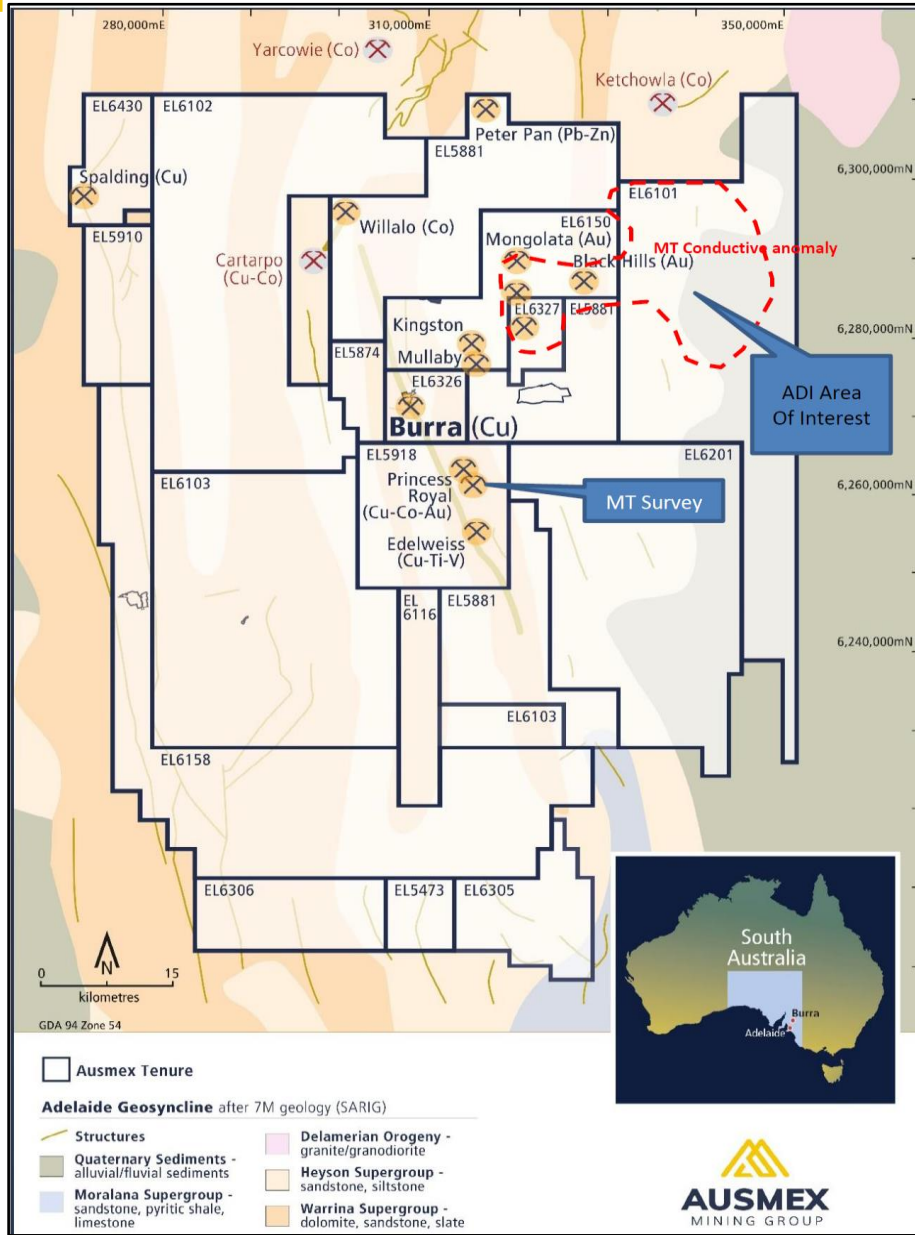 280,000mE
310,000mE
350,000mE
Yarcowie (Co)
Ketchowla (Co)
EL6430
EL6102
Peter Pan (Pb-Zn)
EL5881
Spalding (Cu)
6,300,000mN
EL6101
EL5910
Willalo (Co)
EL6150
Mongolata (Au)
MT Conductive anomaly
Cartarpo
(Cu-Co)
Black Hills (Au)
EL6327
EL5881
Kingston
6,280,000mN
EL5874
Mullaby
EL6326
ADI Area
Of Interest
Burra (Cu)
EL5918
EL6201
EL6103
Princess
Royal
(Cu-Co-Au)
MT Survey
6,260,000mN
Edelweiss
(Cu-Ti-V)
EL
6116
EL5881
6,240,000mN
EL6103
EL6158
EL6306
EL5473
EL6305
N
0 15
kilometres
GDA 94 Zone 54
South
Australia
Burra
Adelaide
Ausmex Tenure
Adelaide Geosyncline after 7M geology (SARIG)
Structures
Quaternary Sediments -
alluvial/fluvial sediments
Moralana Supergroup -
sandstone, pyritic shale,
limestone
Delamerian Orogeny -
granite/granodiorite
Heyson Supergroup -
sandstone, siltstone
Warrina Supergroup -
dolomite, sandstone, slate
AUSMEX
MINING GROUP